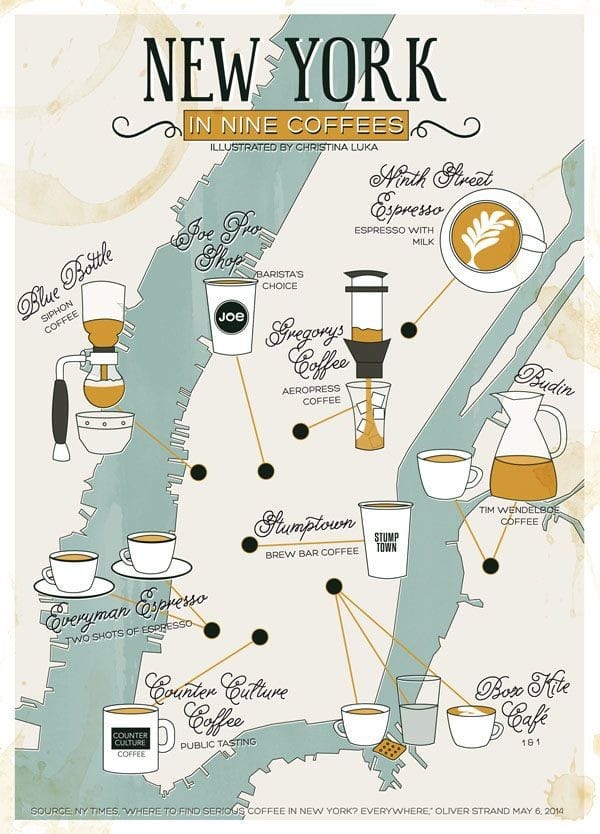 NEW YORK
IN NINE COFFEES
ILLUSTRATED BY CHRISTINA LUKA
Ninth Street
Espresso
ESPRESSO WITH
MILK
Joe Pro
Shop
BARISTA'S
CHOICE
JOE
Blue Bottle
SIPHON
COFFEE
Gregorys
Coffee
AEROPRESS
COFFEE
Budin
TIM WENDELBOE
COFFEE
Stumptown
BREW BAR COFFEE
STUMP
TOWN
Everyman Espresso
TWO SHOTS OF ESPRESSO
Counter Culture
Coffee
PUBLIC TASTING
COUNTER
CULTURE
COFFEE
Box Kite
Café
1 & 1
SOURCE: NY TIMES, "WHERE TO FIND SERIOUS COFFEE IN NEW YORK? EVERYWHERE," OLIVER STRAND MAY 6, 2014